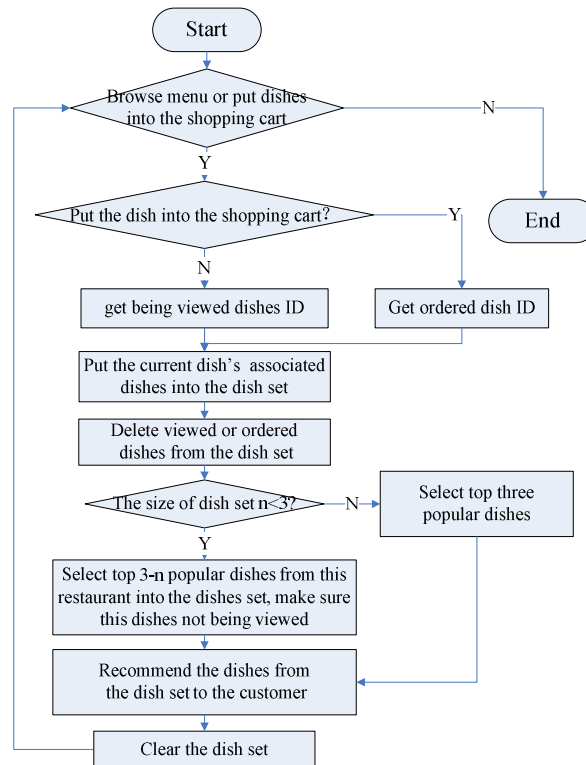 Start
Browse menu or put dishes
into the shopping cart
N
Y
Put the dish into the shopping cart?
Y
End
N
get being viewed dishes ID
Get ordered dish ID
Put the current dish's associated
dishes into the dish set
Delete viewed or ordered
dishes from the dish set
The size of dish set n<3?
N
Select top three
popular dishes
Y
Select top 3-n popular dishes from this
restaurant into the dishes set, make sure
this dishes not being viewed
Recommend the dishes from
the dish set to the customer
Clear the dish set